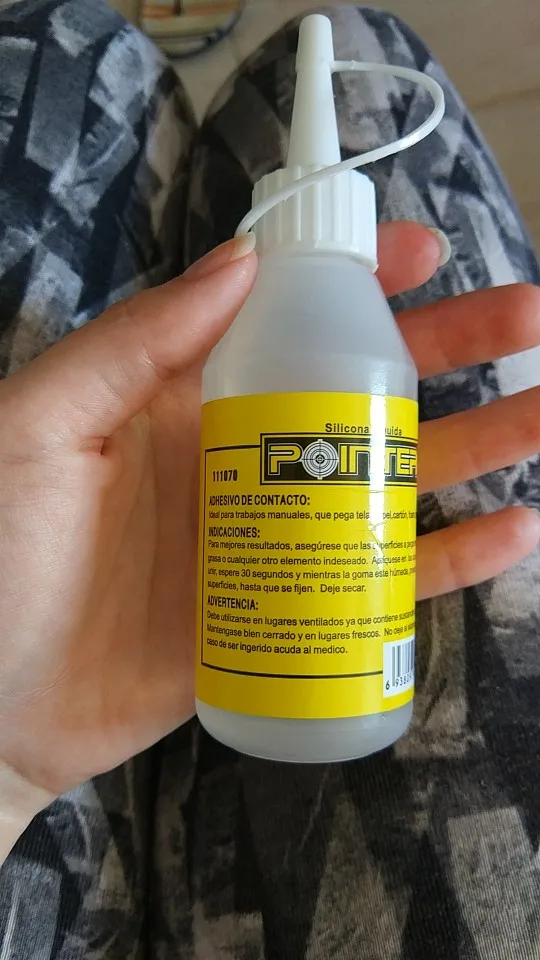 Silicona
POINTER
111070
ADHESIVO DE CONTACTO:
Ideal para trabajos manuales, que pega tela, papel,cartón,
INDICACIONES:
Para mejores resultados, asegúrese que las superficies a
grasa o cualquier otro elemento indeseado. Aplíquese en
unir, espere 30 segundos y mientras la goma esté húmeda,
superficies, hasta que se fijen. Deje secar.
ADVERTENCIA:
Debe utilizarse en lugares ventilados ya que contiene
Mantengase bien cerrado y en lugares frescos. No deje al
caso de ser ingerido acuda al medico.